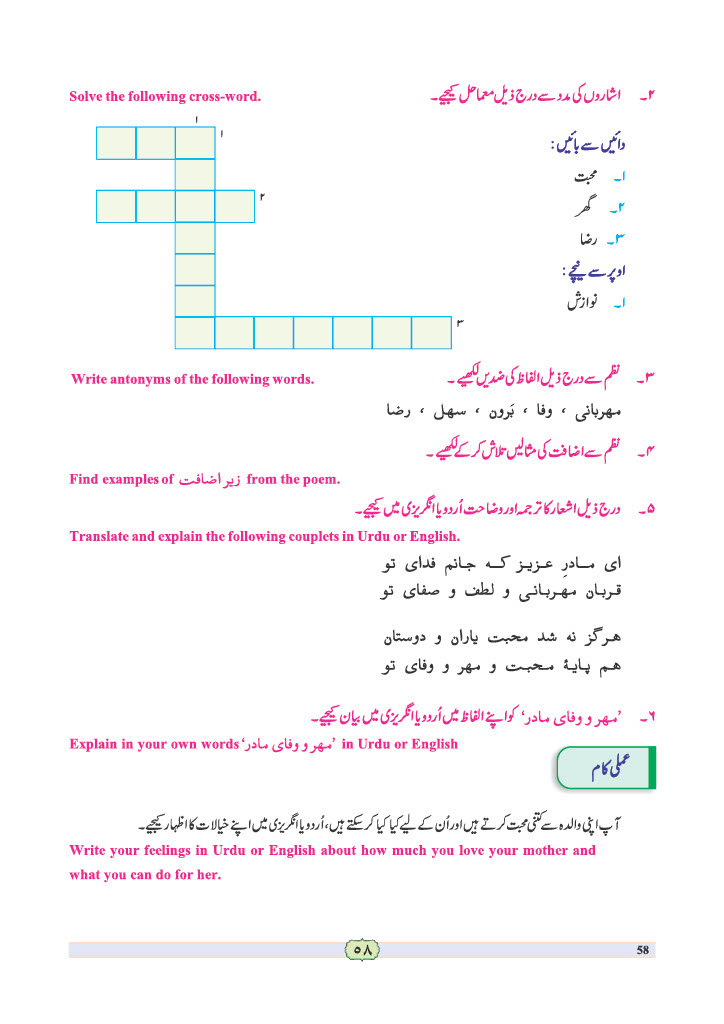 Solve the following cross-word. ۲۔ اشاروں کی مدد سے درج ذیل معما حل کیجیے۔
۱
۱
۲
۳
دائیں سے بائیں :
۱۔ محبت
۲۔ گھر
۳۔ رضا
اوپر سے نیچے :
۱۔ نوازش
Write antonyms of the following words. ۳۔ نظم سے درج ذیل الفاظ کی ضدیں لکھیے ۔
مهربانی ، وفا ، بَرون ، سهل ، رضا
۴۔ نظم سے اضافت کی مثالیں تلاش کر کے لکھیے ۔
Find examples of زیر اضافت from the poem.
۵۔ درج ذیل اشعار کا ترجمہ اور وضاحت اُردو یا انگریزی میں کیجیے۔
Translate and explain the following couplets in Urdu or English.
ای مادرِ عزیز که جانم فدای تو
قربان مهربانی و لطف و صفای تو
هرگز نه شد محبت یاران و دوستان
هم پایهٔ محبت و مهر و وفای تو
۶۔ ’مهر و وفای مادر‘ کو اپنے الفاظ میں اُردو یا انگریزی میں بیان کیجیے۔
Explain in your own words ’مهر و وفای مادر‘ in Urdu or English
عملی کام
آپ اپنی والدہ سے کتنی محبت کرتے ہیں اور اُن کے لیے کیا کیا کر سکتے ہیں، اُردو یا انگریزی میں اپنے خیالات کا اظہار کیجیے۔
Write your feelings in Urdu or English about how much you love your mother and
what you can do for her.
۵۸
58